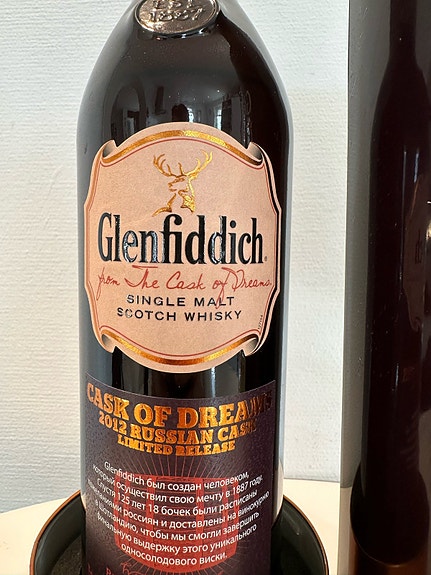 1887
Glenfiddich
from The Cask of Dreams
SINGLE MALT
SCOTCH WHISKY
CASK OF DREAMS
2012 RUSSIAN CASK
LIMITED RELEASE
Glenfiddich был создан человеком,
который осуществил свою мечту в 1887 году.
Спустя 125 лет 18 бочек были расписаны
россиян и доставлены на винокурню
Шотландию, чтобы мы смогли завершить
финальную выдержку этого уникального
односолодового виски.